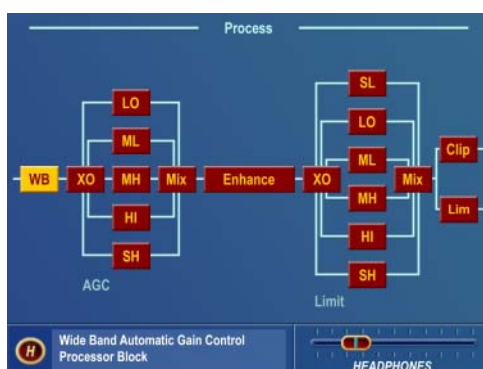 Process
SL
LO
LO
ML
ML
Clip
WB
XO
MH
Mix
Enhance
XO
Mix
MH
Lim
HI
HI
SH
SH
AGC
Limit
H
Wide Band Automatic Gain Control
Processor Block
HEADPHONES